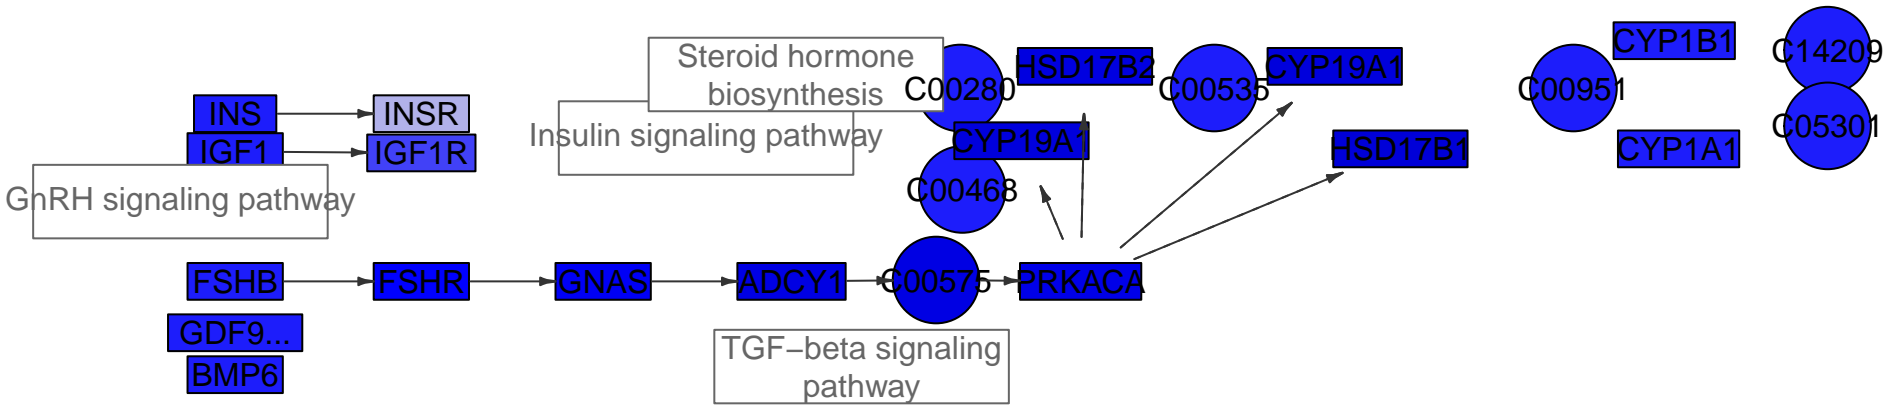 CYP1B1
C14209
Steroid hormone
biosynthesis
HSD17B2
CYP19A1
C00280
C00535
C00951
INS
INSR
C05301
Insulin signaling pathway
CYP19A1
IGF1
IGF1R
HSD17B1
CYP1A1
GnRH signaling pathway
C00468
FSHB
FSHR
GNAS
ADCY1
C00575
PRKACA
GDF9...
TGF−beta signaling
pathway
BMP6